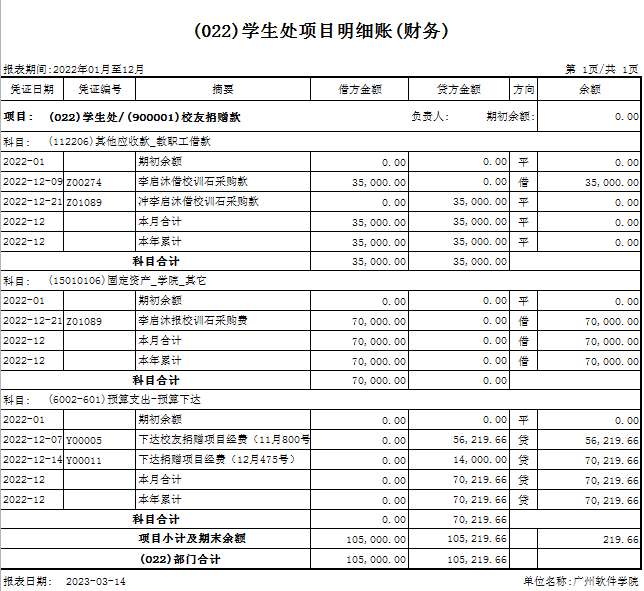 (022)学生处项目明细账(财务)
报表期间:2022年01月至12月 第 1页/共 1页
凭证日期 凭证编号 摘要 借方金额 贷方金额 方向 余额
项目: (022)学生处/(900001)校友捐赠款 负责人: 期初余额: 0.00
科目: (112206)其他应收款_教职工借款
2022-01 期初余额 0.00 0.00 平 0.00
2022-12-09 Z00274 李启沐借校训石采购款 35,000.00 0.00 借 35,000.00
2022-12-21 Z01089 冲李启沐借校训石采购款 0.00 35,000.00 平 0.00
2022-12 本月合计 35,000.00 35,000.00 平 0.00
2022-12 本年累计 35,000.00 35,000.00 平 0.00
科目合计 35,000.00 35,000.00
科目: (15010106)固定资产_学院_其它
2022-01 期初余额 0.00 0.00 平 0.00
2022-12-21 Z01089 李启沐报校训石采购费 70,000.00 0.00 借 70,000.00
2022-12 本月合计 70,000.00 0.00 借 70,000.00
2022-12 本年累计 70,000.00 0.00 借 70,000.00
科目合计 70,000.00 0.00
科目: (6002-601)预算支出-预算下达
2022-01 期初余额 0.00 0.00 平 0.00
2022-12-07 Y00005 下达校友捐赠项目经费（11月800号 0.00 56,219.66 贷 56,219.66
2022-12-14 Y00011 下达捐赠项目经费（12月475号） 0.00 14,000.00 贷 70,219.66
2022-12 本月合计 0.00 70,219.66 贷 70,219.66
2022-12 本年累计 0.00 70,219.66 贷 70,219.66
科目合计 0.00 70,219.66
项目小计及期末余额 105,000.00 105,219.66 219.66
(022)部门合计 105,000.00 105,219.66
报表日期: 2023-03-14 单位名称:广州软件学院